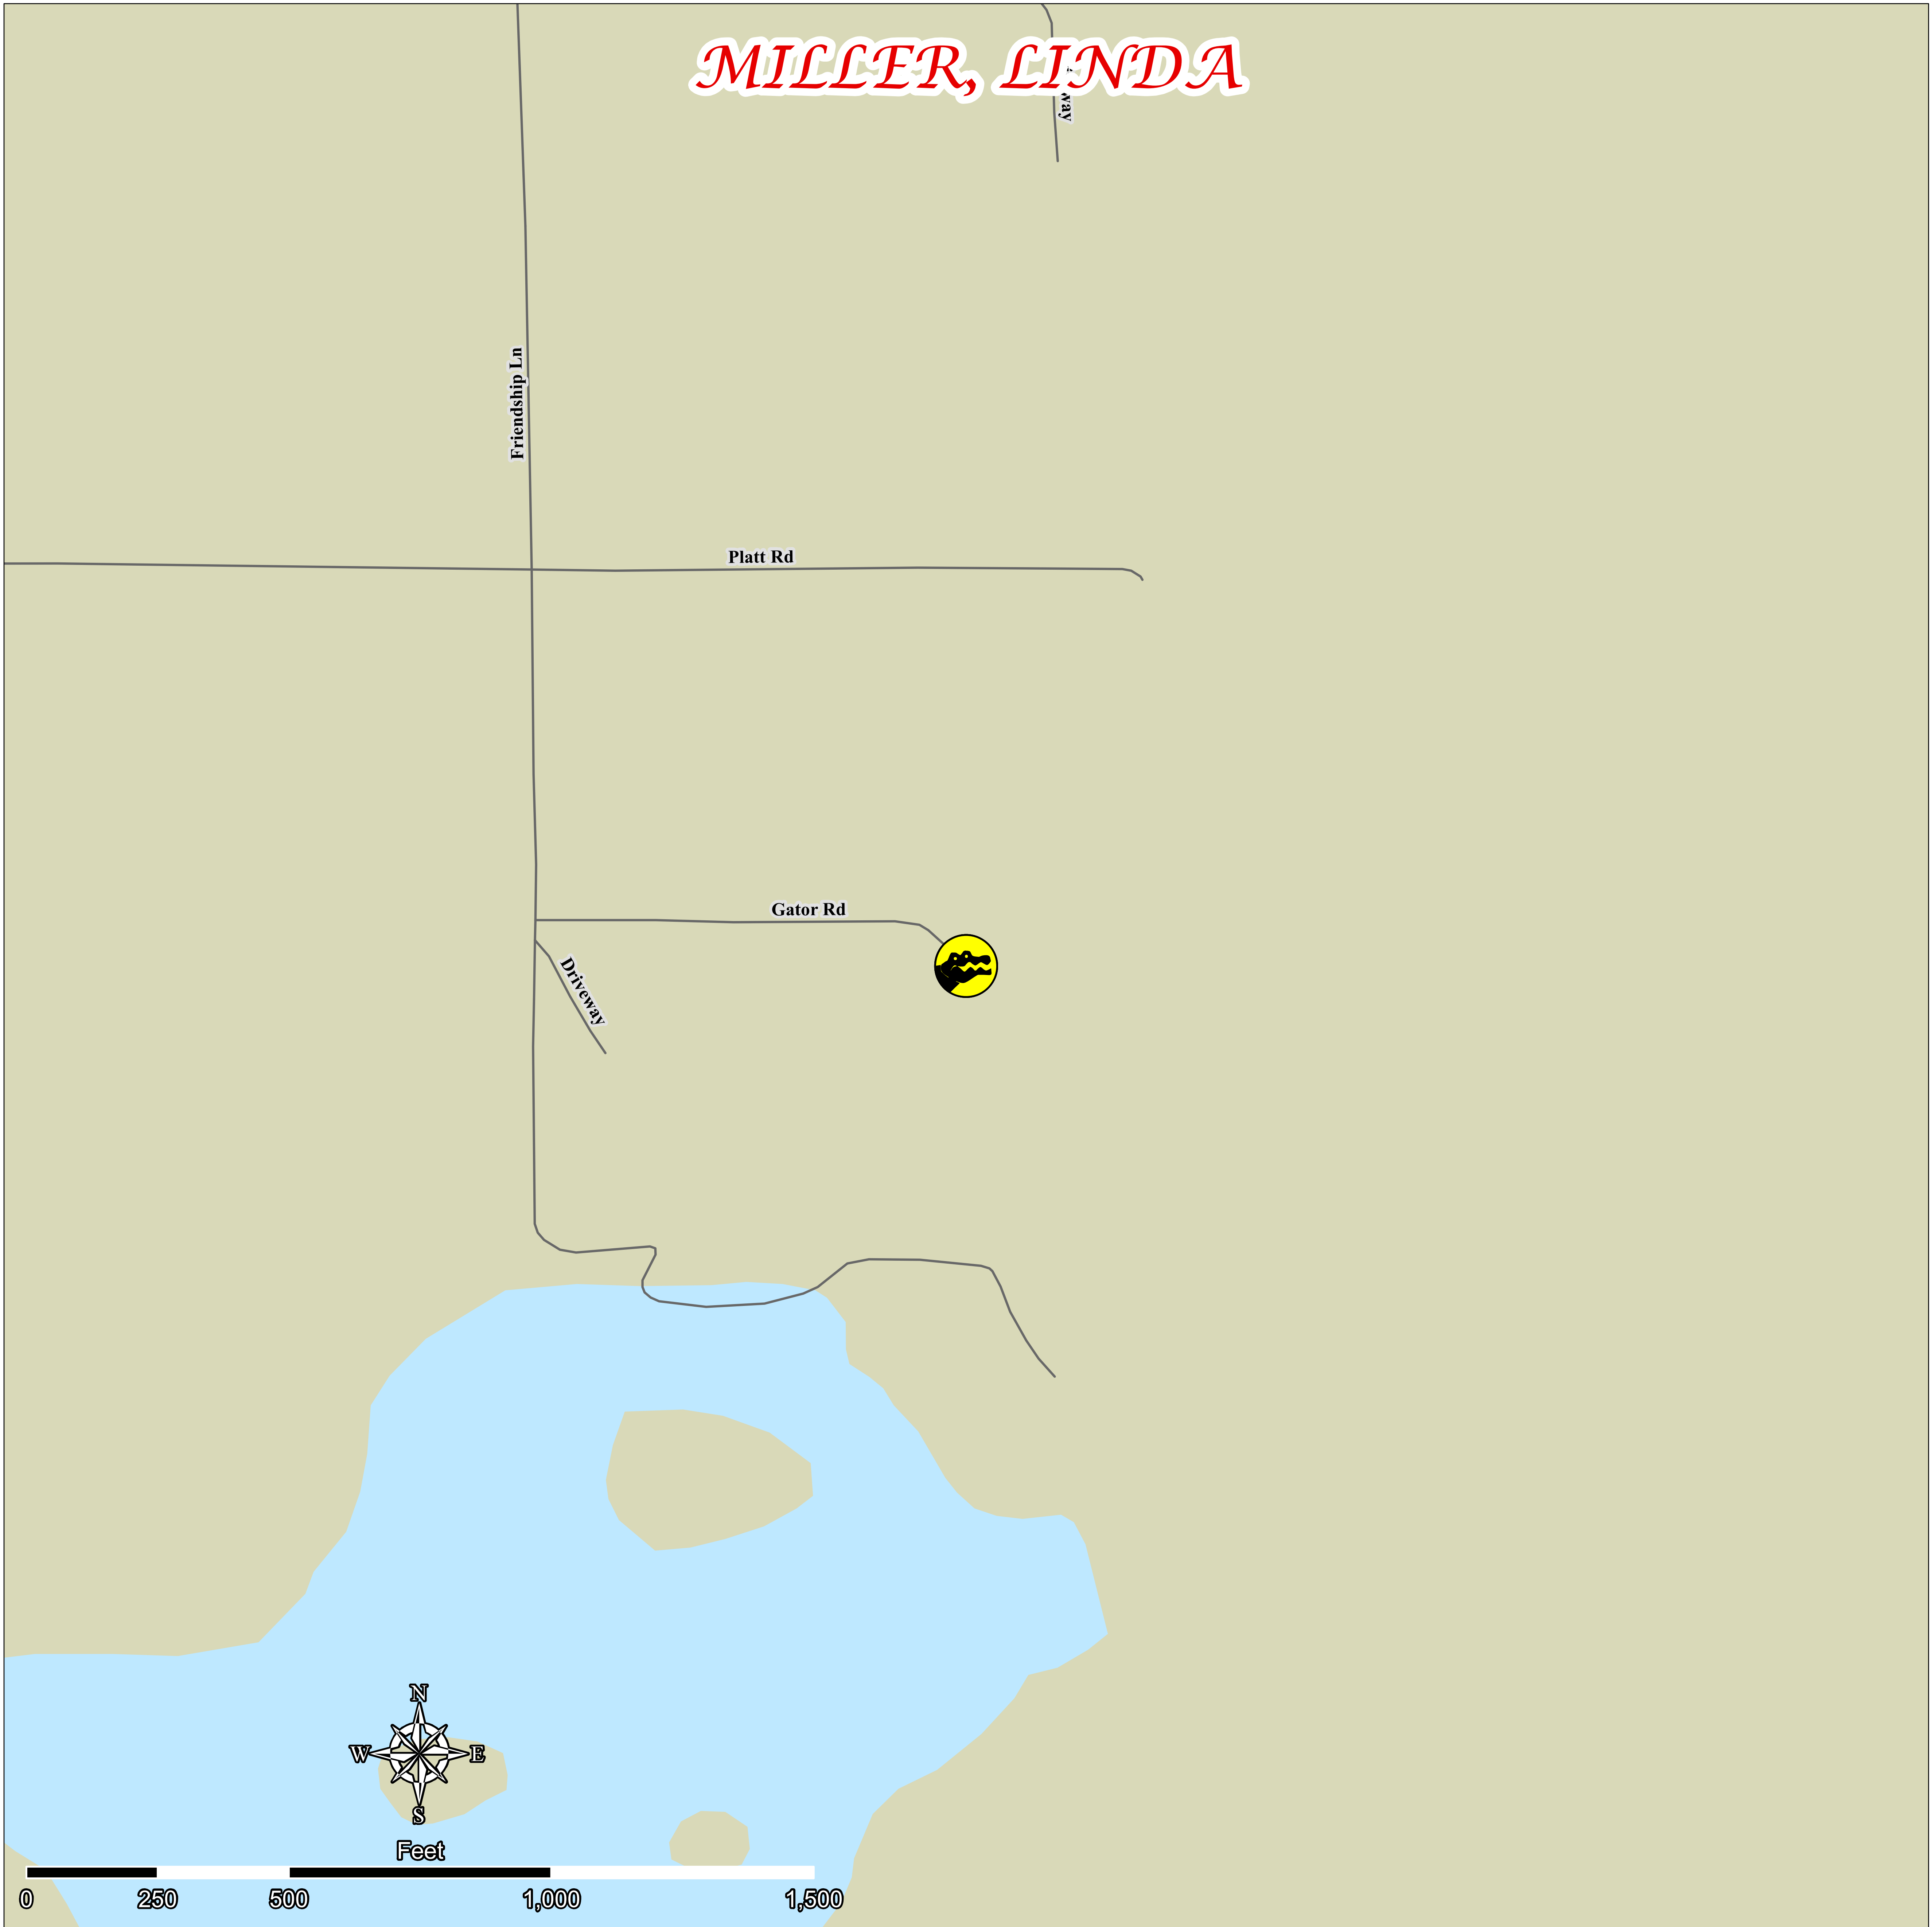 MILLER, LINDA
Friendship Ln
Platt Rd
Gator Rd
Driveway
N
W E
S
Feet
0 250 500 1,000 1,500